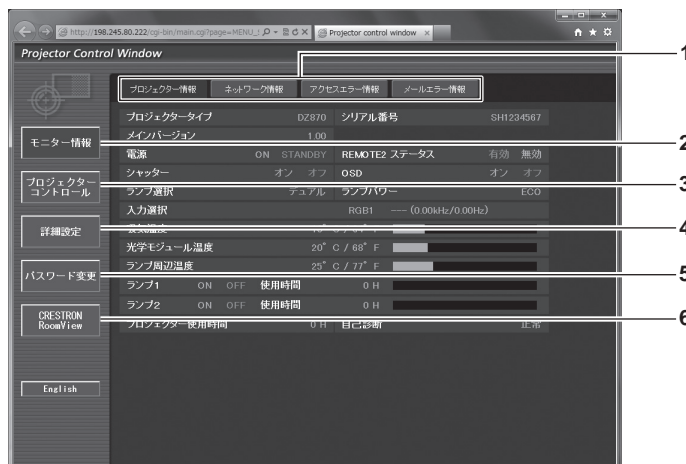 http://198.245.80.222/cgi-bin/main.cgi?page=MENU_
Projector control window
Projector Control Window
プロジェクター情報 ネットワーク情報 アクセスエラー情報 メールエラー情報
1
プロジェクタータイプ DZ870 シリアル番号 SH1234567
メインバージョン 1.00
モニター情報
2
電源 ON STANDBY REMOTE2 ステータス 有効 無効
シャッター オン オフ OSD オン オフ
プロジェクター
コントロール
3
ランプ選択 デュアル ランプパワー ECO
入力選択 RGB1 --- (0.00kHz/0.00Hz)
詳細設定
4
光学モジュール温度 20° C / 68° F
ランプ周辺温度 25° C / 77° F
パスワード変更
5
ランプ1 ON OFF 使用時間 0 H
ランプ2 ON OFF 使用時間 0 H
CRESTRON
RoomView
6
プロジェクター使用時間 0 H 自己診断 正常
English